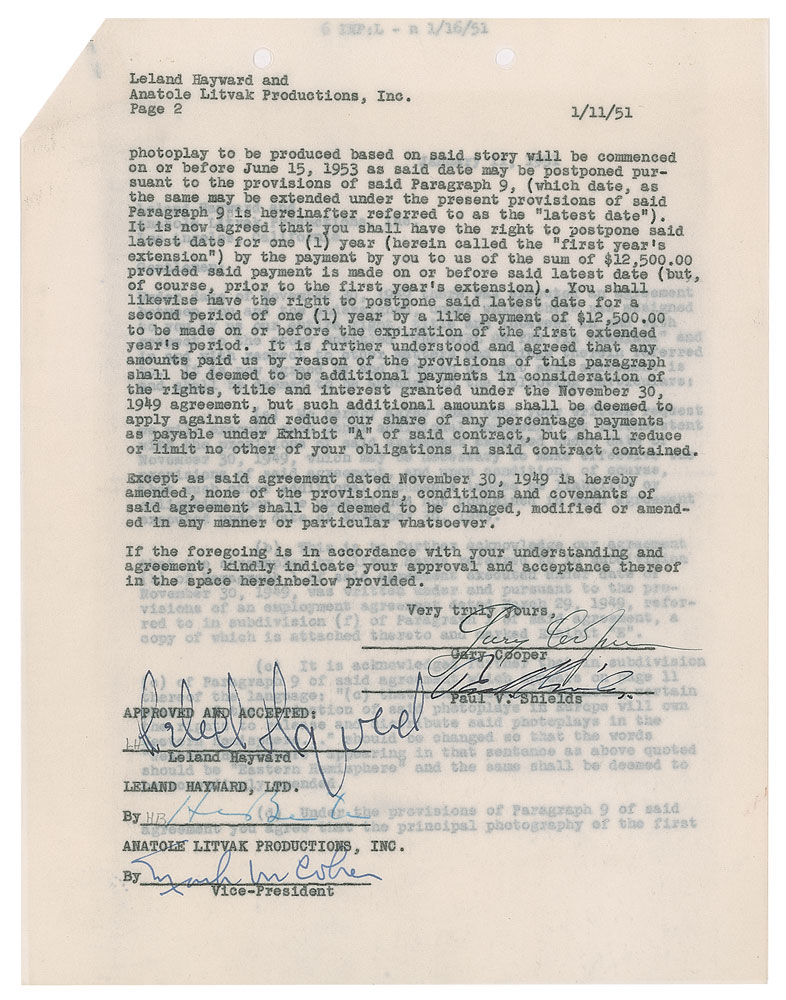 6 INP:L - n 1/16/51
Leland Hayward and
Anatole Litvak Productions, Inc.
Page 2 1/11/51
photoplay to be produced based on said story will be commenced
on or before June 15, 1953 as said date may be postponed pur-
suant to the provisions of said Paragraph 9, (which date, as
the same may be extended under the present provisions of said
Paragraph 9 is hereinafter referred to as the "latest date").
It is now agreed that you shall have the right to postpone said
latest date for one (1) year (herein called the "first year's
extension") by the payment by you to us of the sum of $12,500.00
provided said payment is made on or before said latest date (but,
of course, prior to the first year's extension). You shall
likewise have the right to postpone said latest date for a
second period of one (1) year by a like payment of $12,500.00
to be made on or before the expiration of the first extended
year's period. It is further understood and agreed that any
amounts paid us by reason of the provisions of this paragraph
shall be deemed to be additional payments in consideration of
the rights, title and interest granted under the November 30,
1949 agreement, but such additional amounts shall be deemed to
apply against and reduce our share of any percentage payments
as payable under Exhibit "A" of said contract, but shall reduce
or limit no other of your obligations in said contract contained.
Except as said agreement dated November 30, 1949 is hereby
amended, none of the provisions, conditions and covenants of
said agreement shall be deemed to be changed, modified or amend-
ed in any manner or particular whatsoever.
If the foregoing is in accordance with your understanding and
agreement, kindly indicate your approval and acceptance thereof
in the space hereinbelow provided.
Very truly yours,
Gary Cooper
Gary Cooper
Paul V. Shields
APPROVED AND ACCEPTED:
Leland Hayward
LH
Leland Hayward
LELAND HAYWARD, LTD.
By HB
ANATOLE LITVAK PRODUCTIONS, INC.
By Mark M Cohen
Vice-President